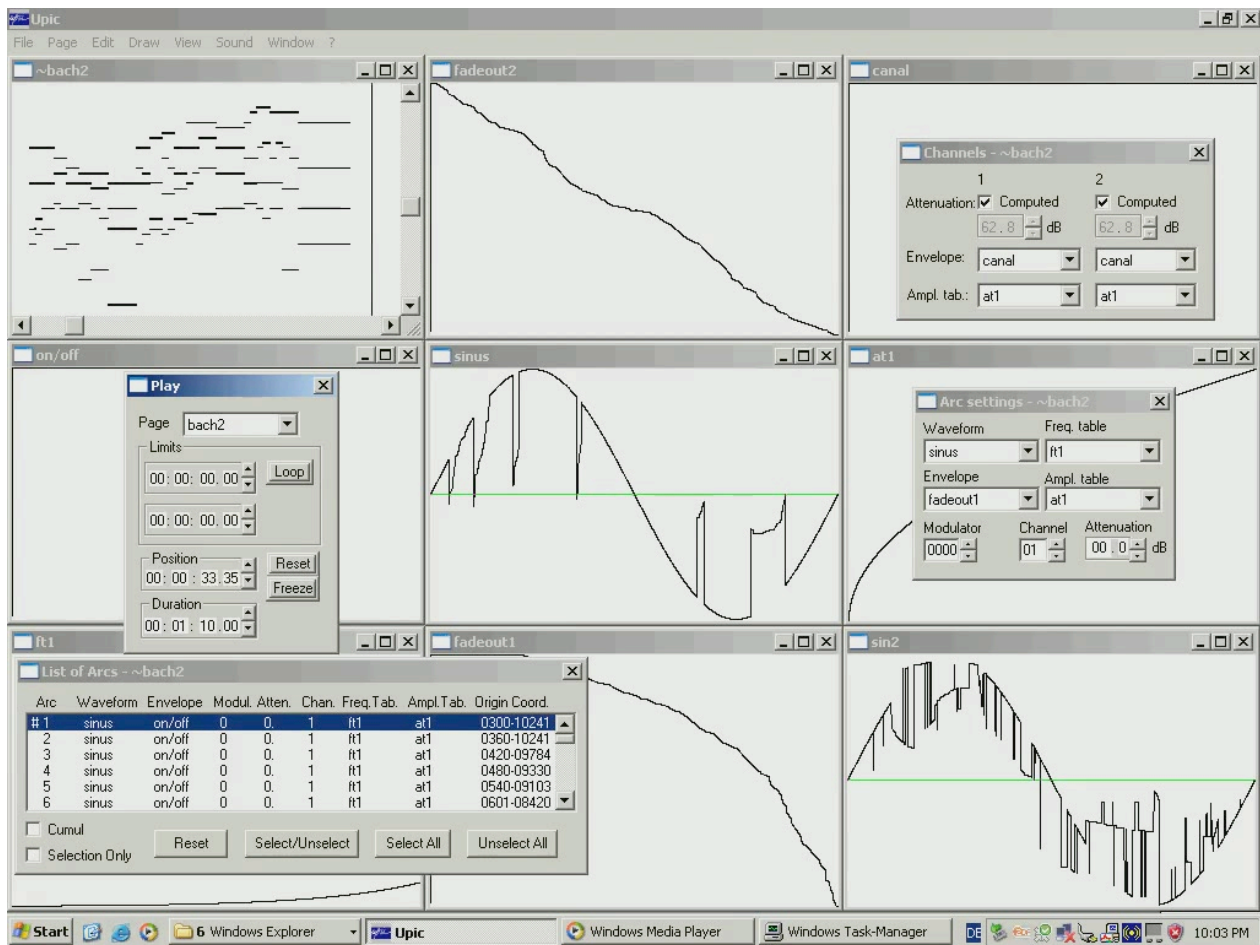 Upic
File Page Edit Draw View Sound Window ?
~bach2
fadeout2
canal
Channels - ~bach2
1 2
Attenuation: Computed Computed
62.8 dB 62.8 dB
Envelope: canal canal
Ampl. tab.: at1 at1
on/off
sinus
at1
Play
Page bach2
Limits
00: 00: 00. 00 Loop
00: 00: 00. 00
Position
00: 00 : 33.35
Reset
Freeze
Duration
00: 01 : 10.00
Arc settings - ~bach2
Waveform Freq. table
sinus ft1
Envelope Ampl. table
fadeout1 at1
Modulator Channel Attenuation
0000 01 00 . 0 dB
ft1
fadeout1
sin2
List of Arcs - ~bach2
Arc Waveform Envelope Modul. Atten. Chan. Freq.Tab. Ampl.Tab. Origin Coord.
# 1 sinus on/off 0 0. 1 ft1 at1 0300-10241
2 sinus on/off 0 0. 1 ft1 at1 0360-10241
3 sinus on/off 0 0. 1 ft1 at1 0420-09784
4 sinus on/off 0 0. 1 ft1 at1 0480-09330
5 sinus on/off 0 0. 1 ft1 at1 0540-09103
6 sinus on/off 0 0. 1 ft1 at1 0601-08420
Cumul
Selection Only
Reset Select/Unselect Select All Unselect All
Start 6 Windows Explorer Upic Windows Media Player Windows Task-Manager DE 10:03 PM